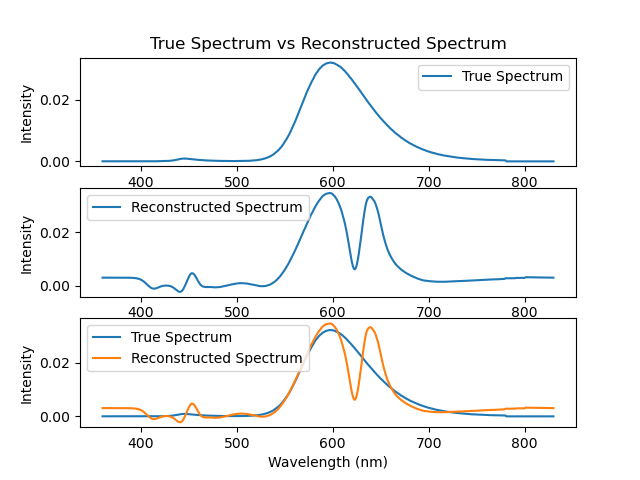 True Spectrum vs Reconstructed Spectrum
True Spectrum
Intensity
0.02
0.00
400 500 600 700 800
Reconstructed Spectrum
Intensity
0.02
0.00
400 500 600 700 800
True Spectrum
Reconstructed Spectrum
Intensity
0.02
0.00
400 500 600 700 800
Wavelength (nm)